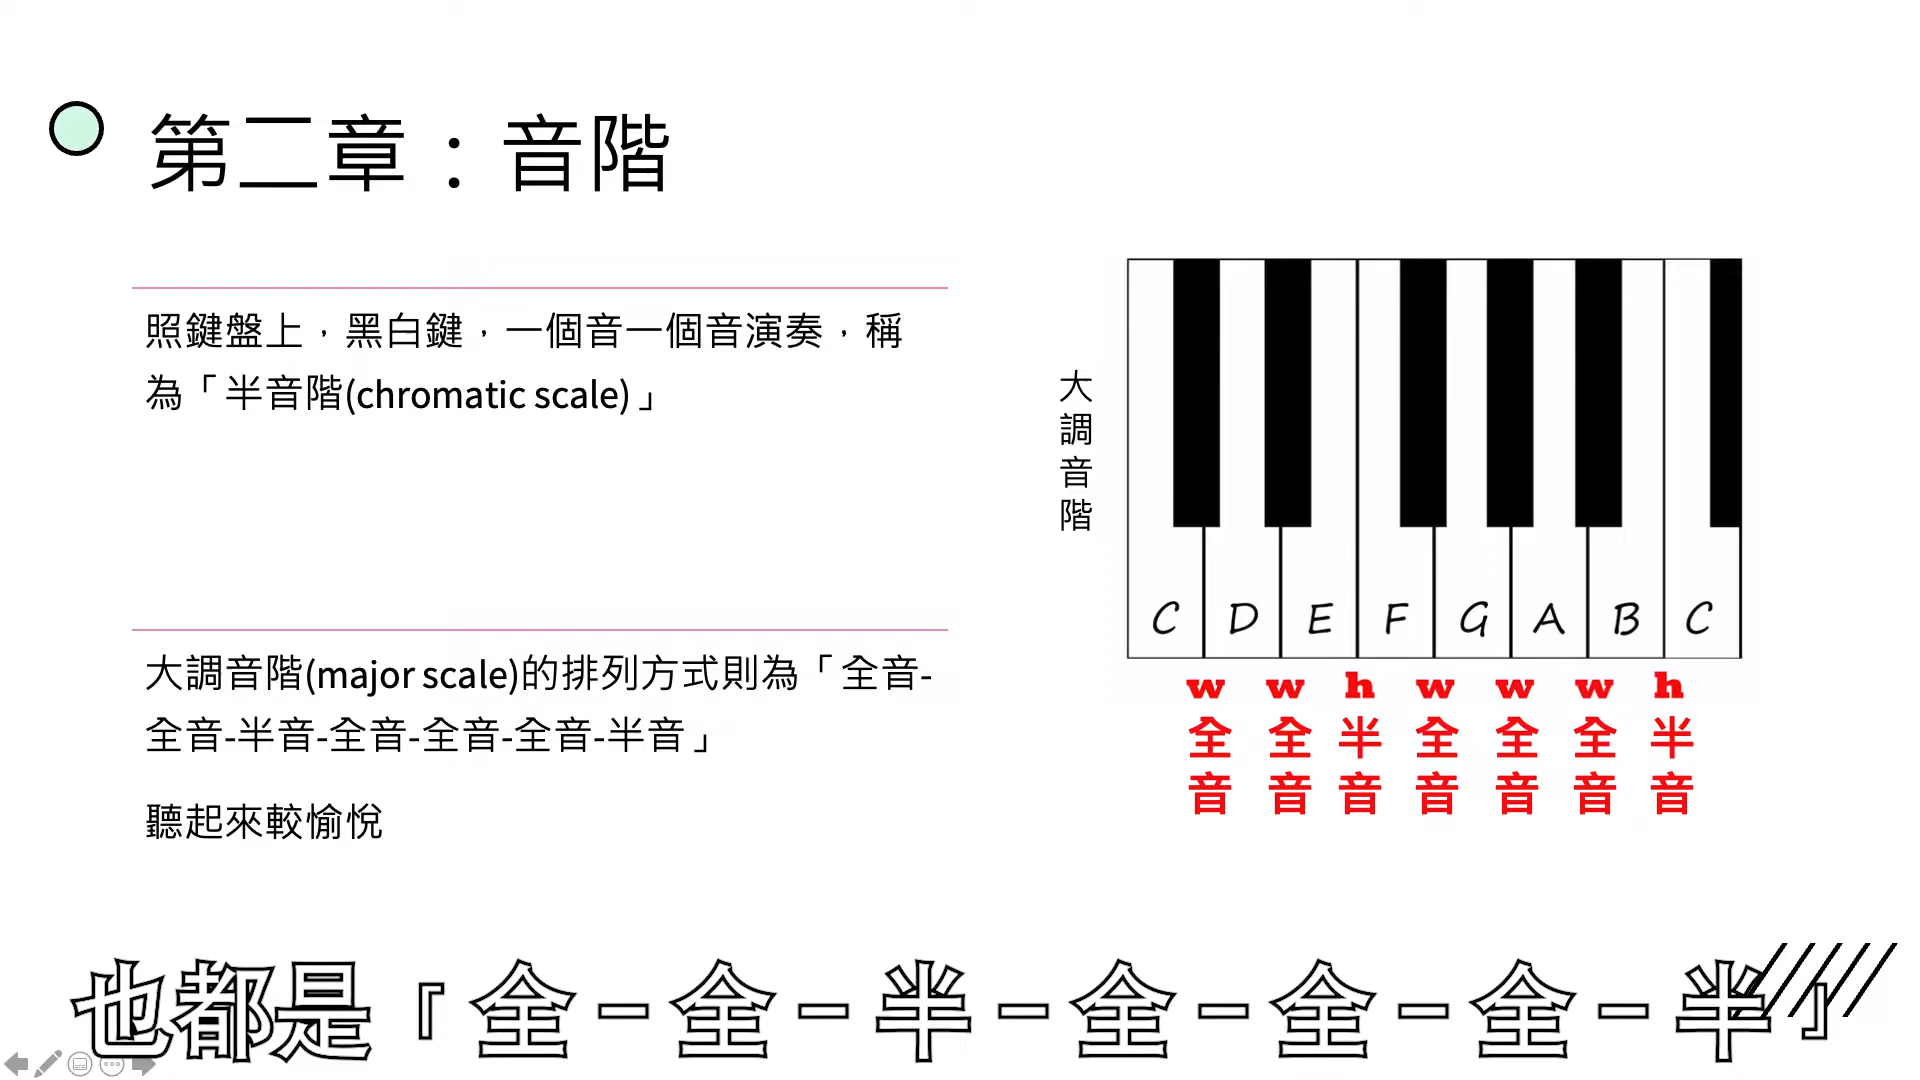 第二章：音階
照鍵盤上，黑白鍵，一個音一個音演奏，稱
為「半音階(chromatic scale)」
大調音階(major scale)的排列方式則為「全音-
全音-半音-全音-全音-全音-半音」
聽起來較愉悅
大調音階
C D E F G A B C
w w h w w w h
全音 全音 半音 全音 全音 全音 半音
也都是「全－全－半－全－全－全－半」